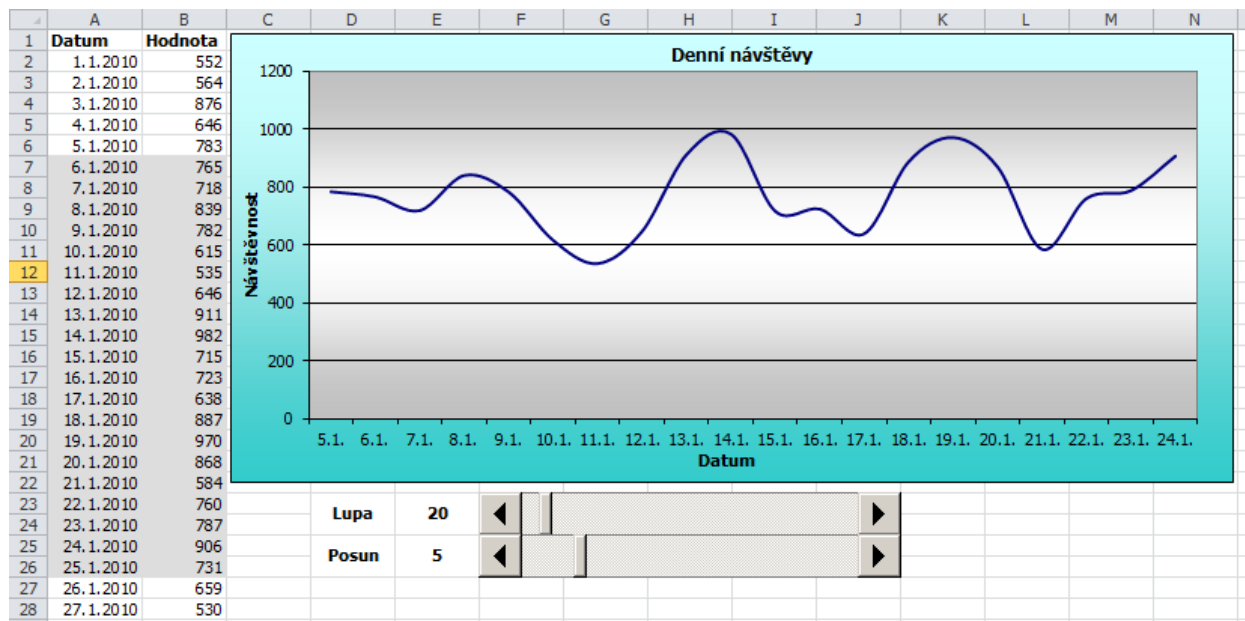 A B C D E F G H I J K L M N
1 Datum Hodnota
2 1.1.2010 552
3 2.1.2010 564
4 3.1.2010 876
5 4.1.2010 646
6 5.1.2010 783
7 6.1.2010 765
8 7.1.2010 718
9 8.1.2010 839
10 9.1.2010 782
11 10.1.2010 615
12 11.1.2010 535
13 12.1.2010 646
14 13.1.2010 911
15 14.1.2010 982
16 15.1.2010 715
17 16.1.2010 723
18 17.1.2010 638
19 18.1.2010 887
20 19.1.2010 970
21 20.1.2010 868
22 21.1.2010 584
23 22.1.2010 760
24 23.1.2010 787
25 24.1.2010 906
26 25.1.2010 731
27 26.1.2010 659
28 27.1.2010 530
Denní návštěvy
1200
1000
800
600
400
200
0
Návštěvnost
5.1. 6.1. 7.1. 8.1. 9.1. 10.1. 11.1. 12.1. 13.1. 14.1. 15.1. 16.1. 17.1. 18.1. 19.1. 20.1. 21.1. 22.1. 23.1. 24.1.
Datum
Lupa 20
Posun 5